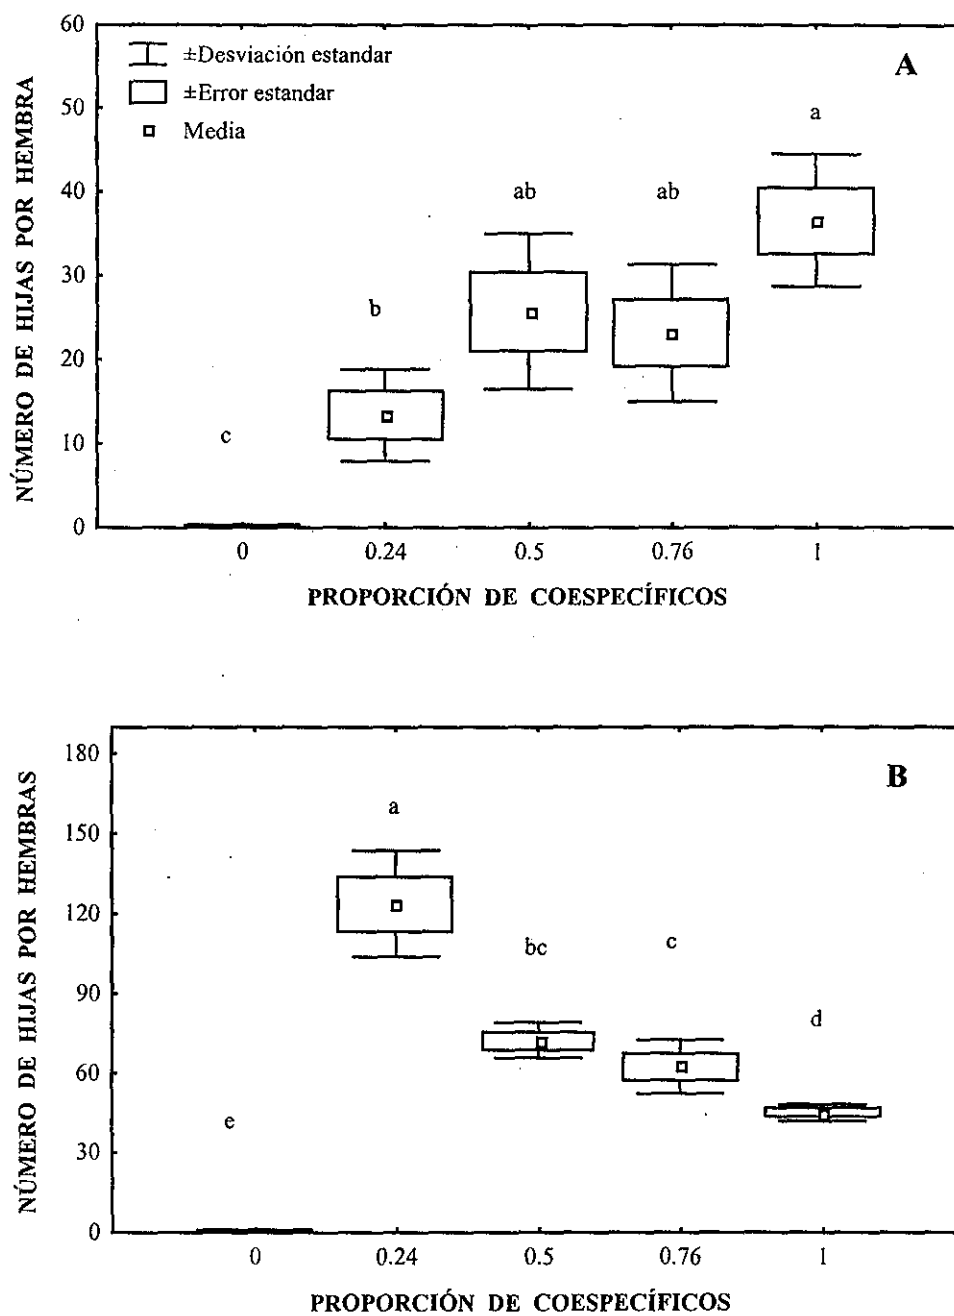 60
±Desviación estandar
A
±Error estandar
50
a
Media
40
ab
ab
30
b
20
10
c
0
0
0.24
0.5
0.76
1
NÚMERO DE HIJAS POR HEMBRA
PROPORCIÓN DE COESPECÍFICOS
180
B
a
150
120
bc
c
90
d
60
e
30
0
0
0.24
0.5
0.76
1
NÚMERO DE HIJAS POR HEMBRAS
PROPORCIÓN DE COESPECÍFICOS